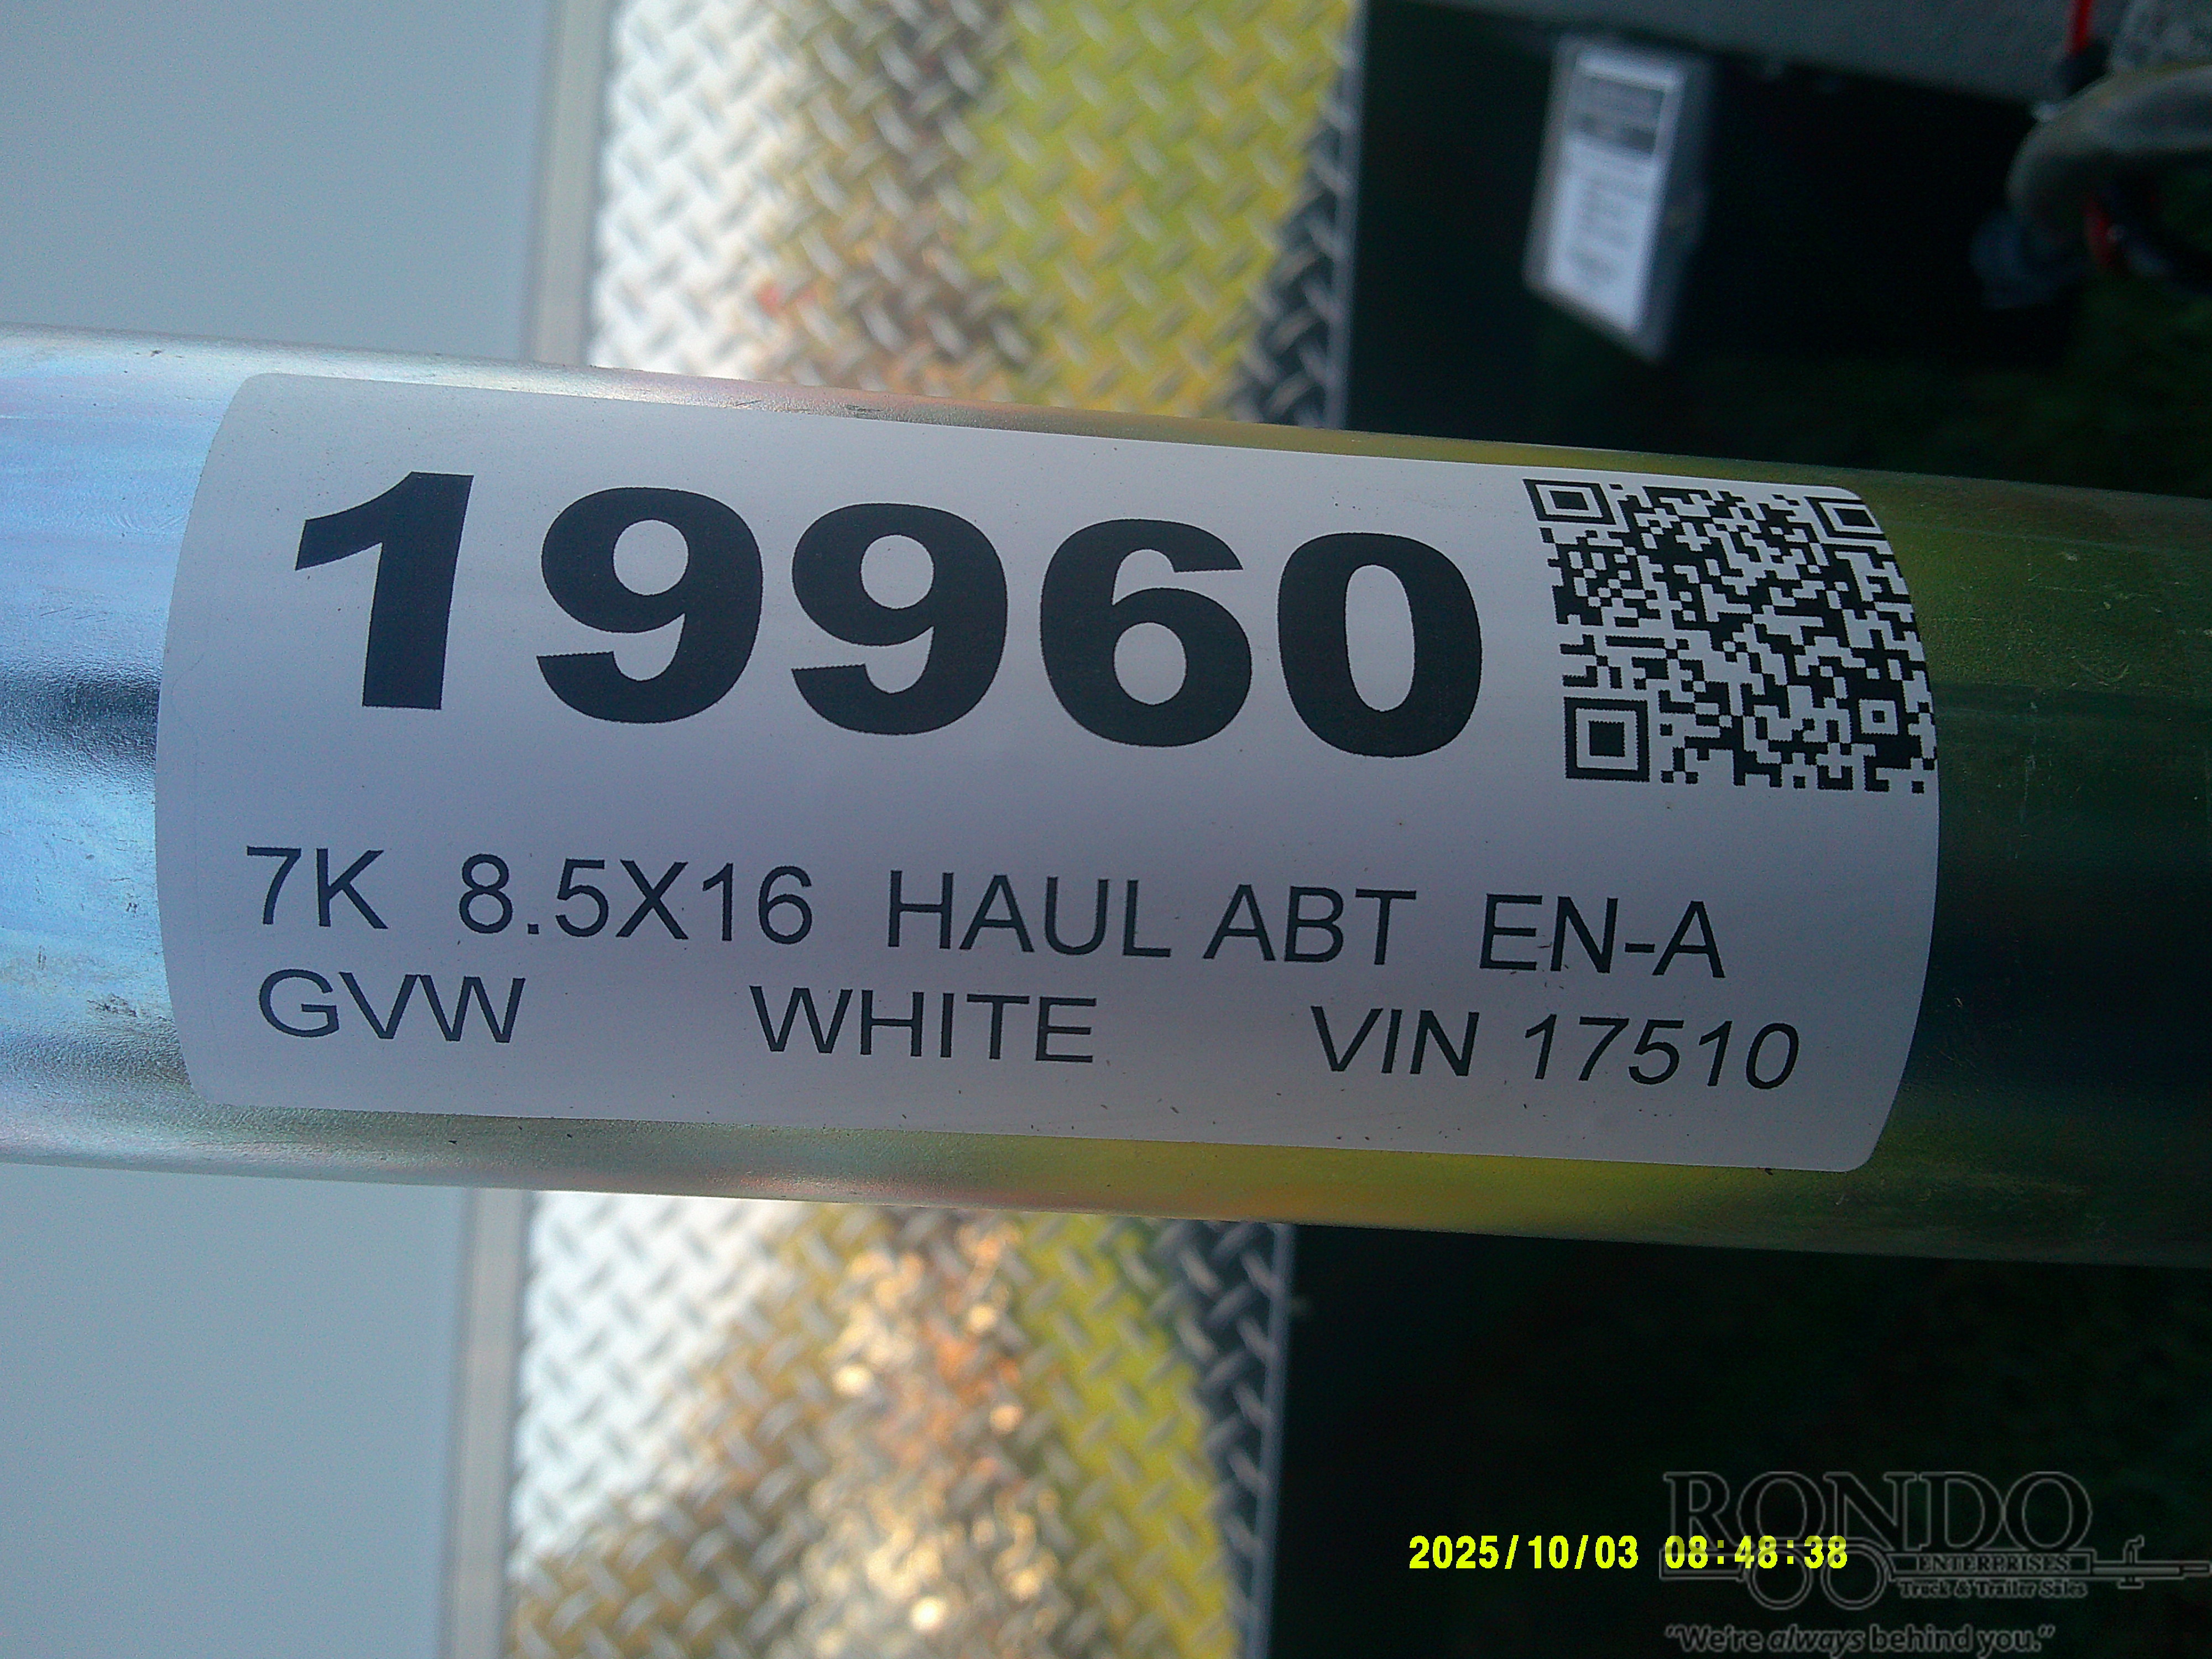 19960
7K 8.5X16 HAUL ABT EN-A
GVW WHITE VIN 17510
2025/10/03 08:48:38
RONDO
ENTERPRISES
Truck & Trailer Sales
"We're always behind you."